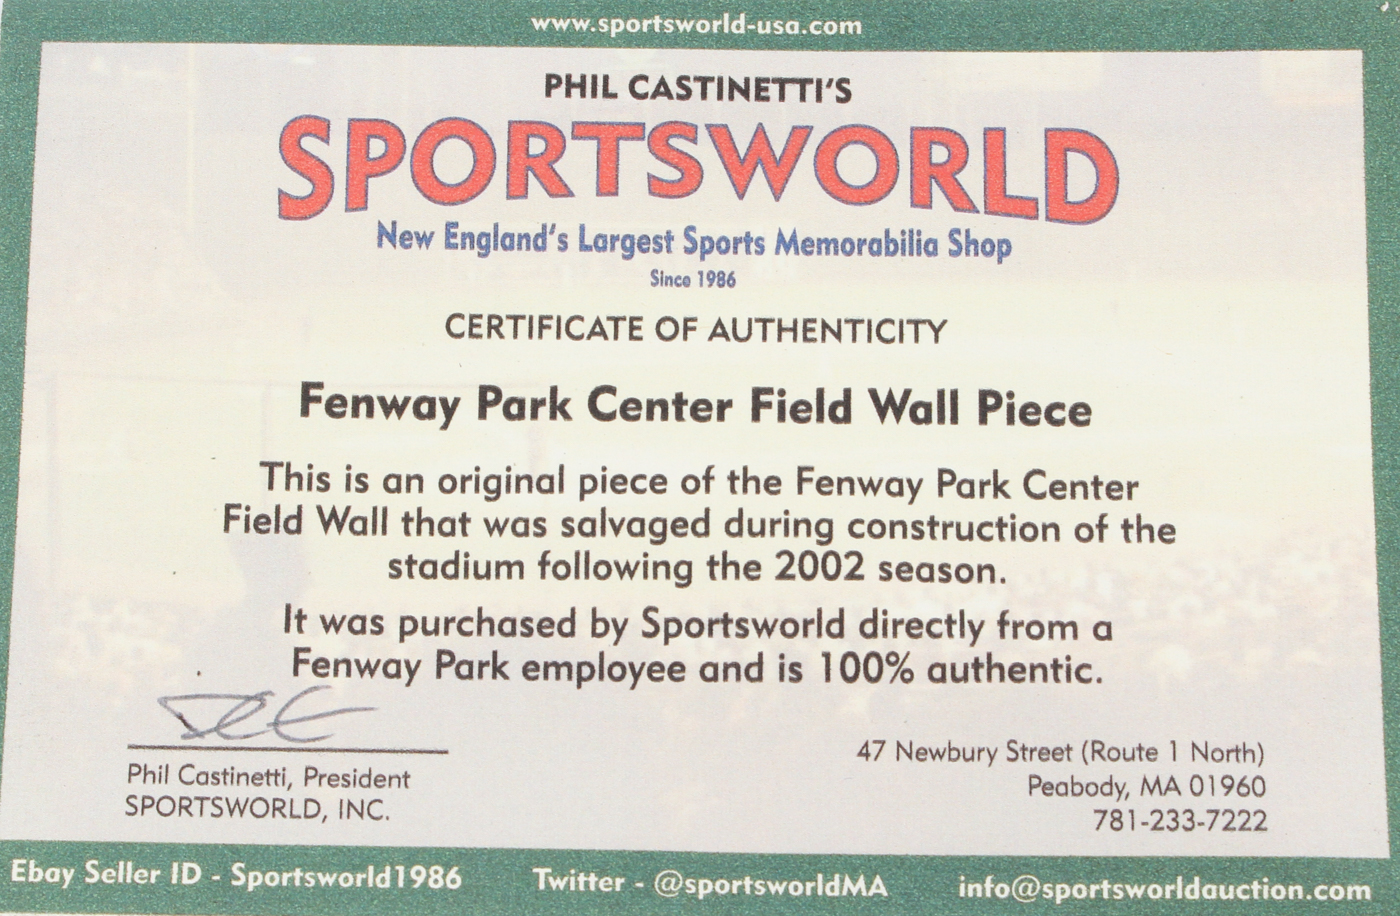 www.sportsworld-usa.com
PHIL CASTINETTI'S
SPORTSWORLD
New England's Largest Sports Memorabilia Shop
Since 1986
CERTIFICATE OF AUTHENTICITY
Fenway Park Center Field Wall Piece
This is an original piece of the Fenway Park Center
Field Wall that was salvaged during construction of the
stadium following the 2002 season.
It was purchased by Sportsworld directly from a
Fenway Park employee and is 100% authentic.
Phil Castinetti, President
SPORTSWORLD, INC.
47 Newbury Street (Route 1 North)
Peabody, MA 01960
781-233-7222
Ebay Seller ID - Sportsworld1986
Twitter - @sportsworldMA
info@sportsworldauction.com